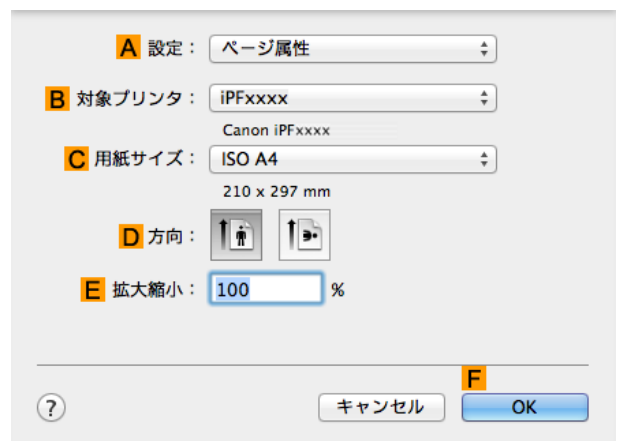 A 設定： ページ属性
B 対象プリンタ： iPFxxxx
Canon iPFxxxx
C 用紙サイズ： ISO A4
210 x 297 mm
D 方向：
E 拡大縮小： 100 %
F
? キャンセル OK